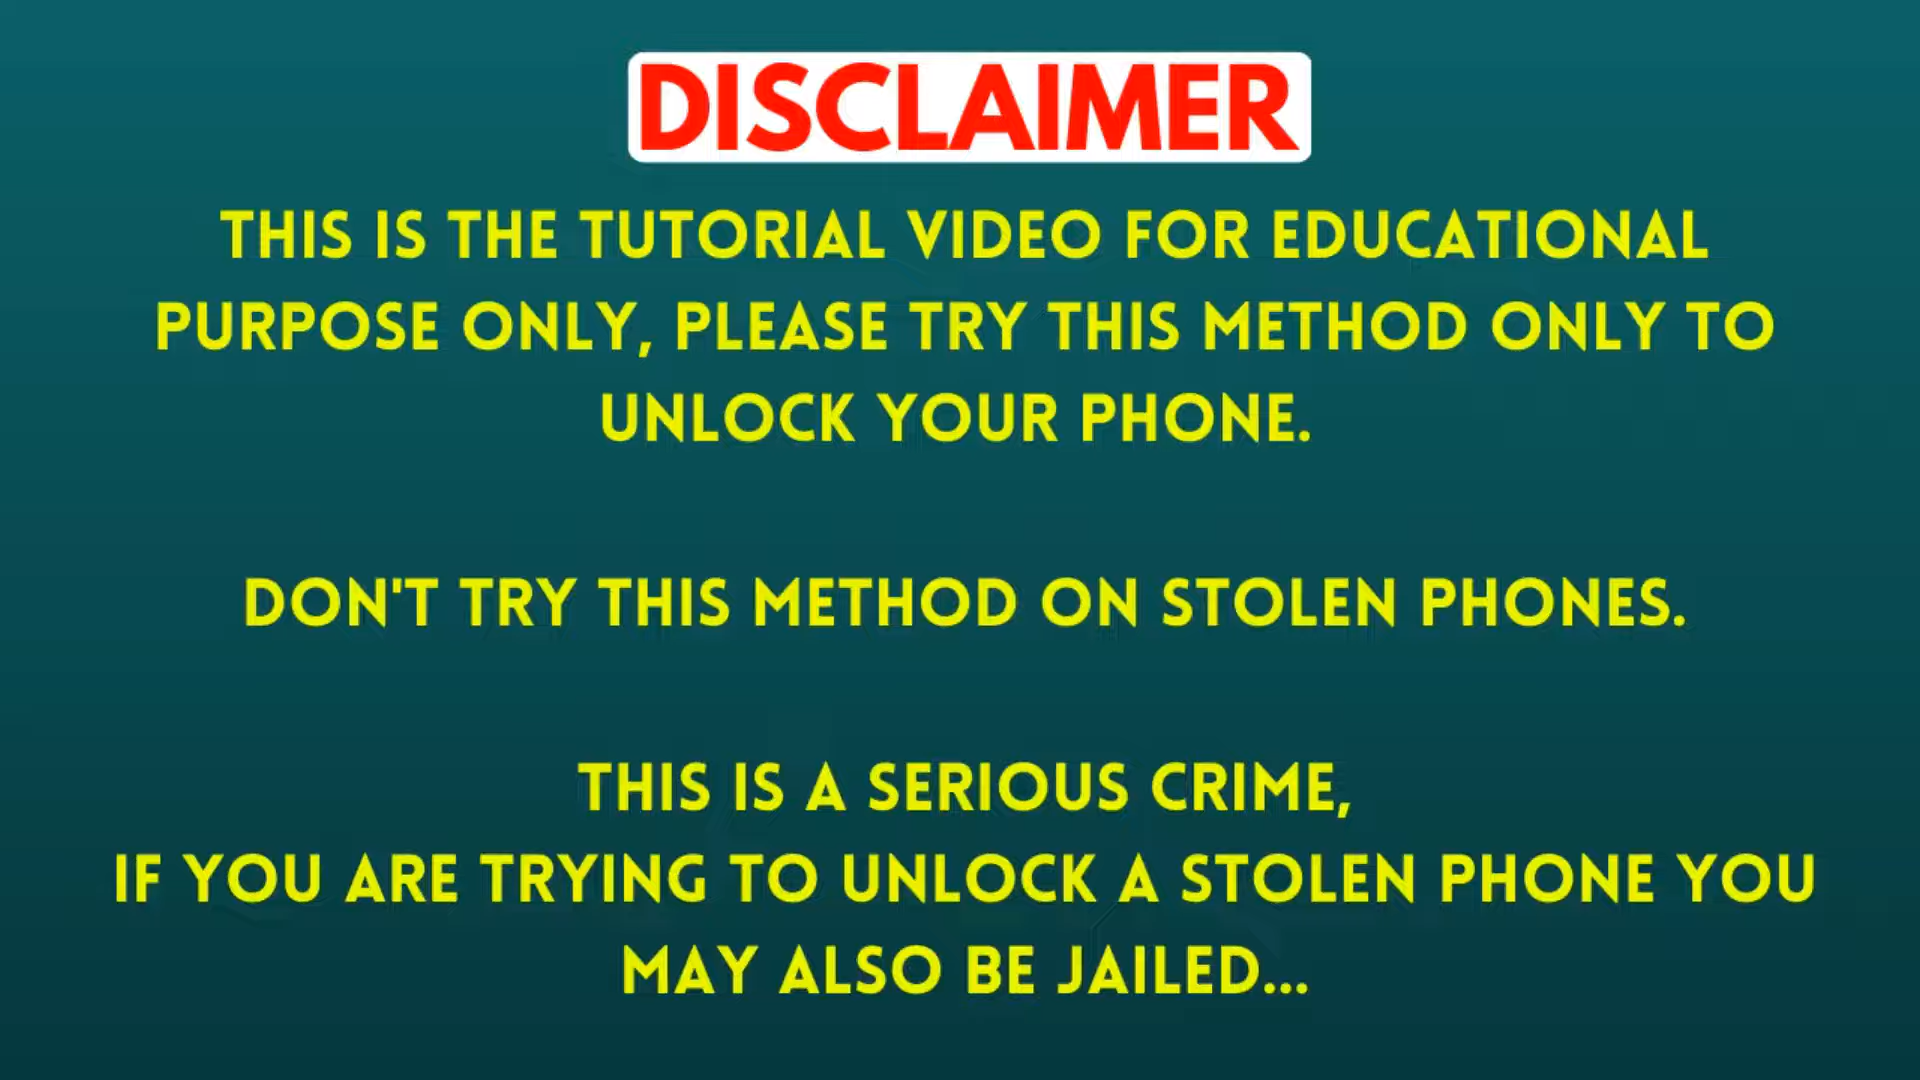 DISCLAIMER
THIS IS THE TUTORIAL VIDEO FOR EDUCATIONAL
PURPOSE ONLY, PLEASE TRY THIS METHOD ONLY TO
UNLOCK YOUR PHONE.
DON'T TRY THIS METHOD ON STOLEN PHONES.
THIS IS A SERIOUS CRIME,
IF YOU ARE TRYING TO UNLOCK A STOLEN PHONE YOU
MAY ALSO BE JAILED...